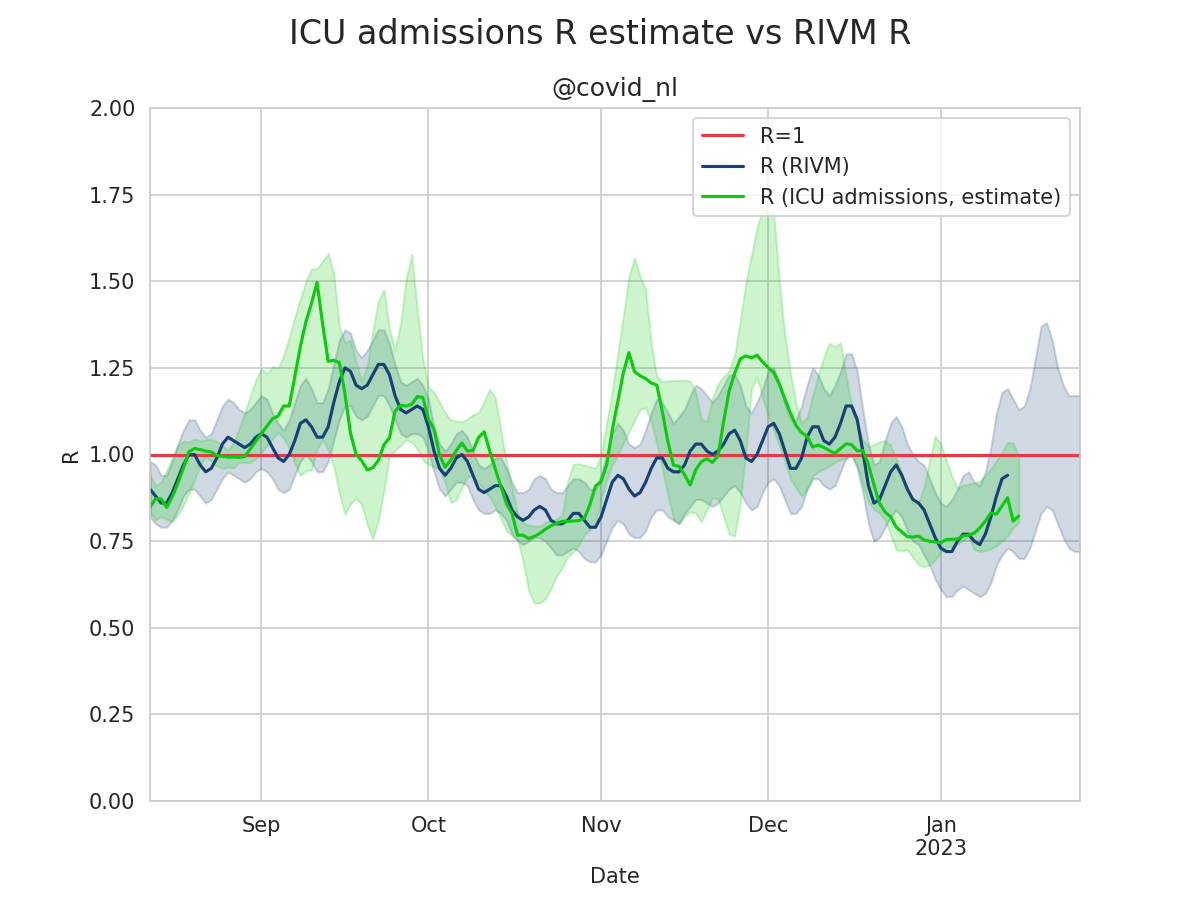 ICU admissions R estimate vs RIVM R
@covid_nl
R=1
R (RIVM)
R (ICU admissions, estimate)
2.00
1.75
1.50
1.25
1.00
0.75
0.50
0.25
0.00
R
Sep
Oct
Nov
Dec
Jan
2023
Date